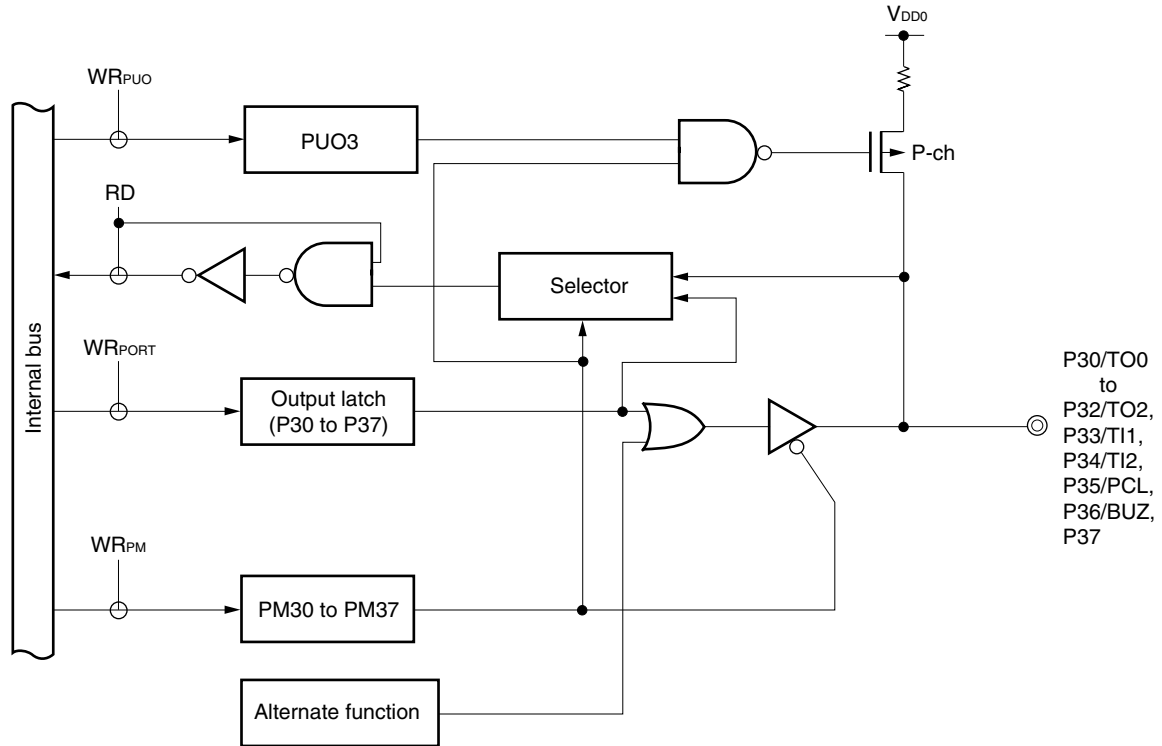 VDD0
WRPUO
PUO3
P-ch
RD
Selector
Internal bus
WRPORT
Output latch
(P30 to P37)
P30/TO0
to
P32/TO2,
P33/TI1,
P34/TI2,
P35/PCL,
P36/BUZ,
P37
WRPM
PM30 to PM37
Alternate function